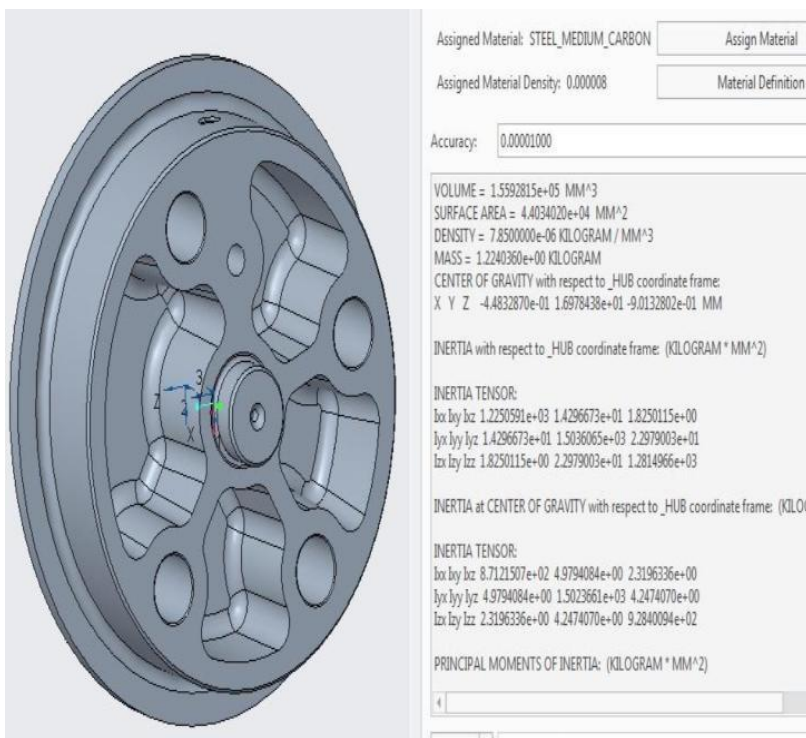 Assigned Material: STEEL_MEDIUM_CARBON
Assign Material
Assigned Material Density: 0.000008
Material Definition
Accuracy: 0.00001000
VOLUME = 1.5592815e+05 MM^3
SURFACE AREA = 4.4034020e+04 MM^2
DENSITY = 7.8500000e-06 KILOGRAM / MM^3
MASS = 1.2240360e+00 KILOGRAM
CENTER OF GRAVITY with respect to _HUB coordinate frame:
X Y Z -4.4832870e-01 1.6978438e+01 -9.0132802e-01 MM
INERTIA with respect to _HUB coordinate frame: (KILOGRAM * MM^2)
INERTIA TENSOR:
Ixx Ixy Ixz 1.2250591e+03 1.4296673e+01 1.8250115e+00
Iyx Iyy Iyz 1.4296673e+01 1.5036065e+03 2.2979003e+01
Izx Izy Izz 1.8250115e+00 2.2979003e+01 1.2814966e+03
INERTIA at CENTER OF GRAVITY with respect to _HUB coordinate frame: (KILO
INERTIA TENSOR:
Ixx Ixy Ixz 8.7121507e+02 4.9794084e+00 2.3196336e+00
Iyx Iyy Iyz 4.9794084e+00 1.5023661e+03 4.2474070e+00
Izx Izy Izz 2.3196336e+00 4.2474070e+00 9.2840094e+02
PRINCIPAL MOMENTS OF INERTIA: (KILOGRAM * MM^2)
3
Z
2
X